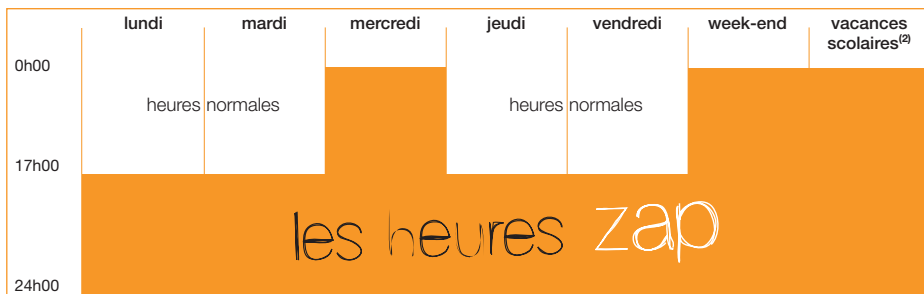 lundi mardi mercredi jeudi vendredi week-end vacances
scolaires(2)
0h00
heures normales heures normales
17h00
les heures zap
24h00